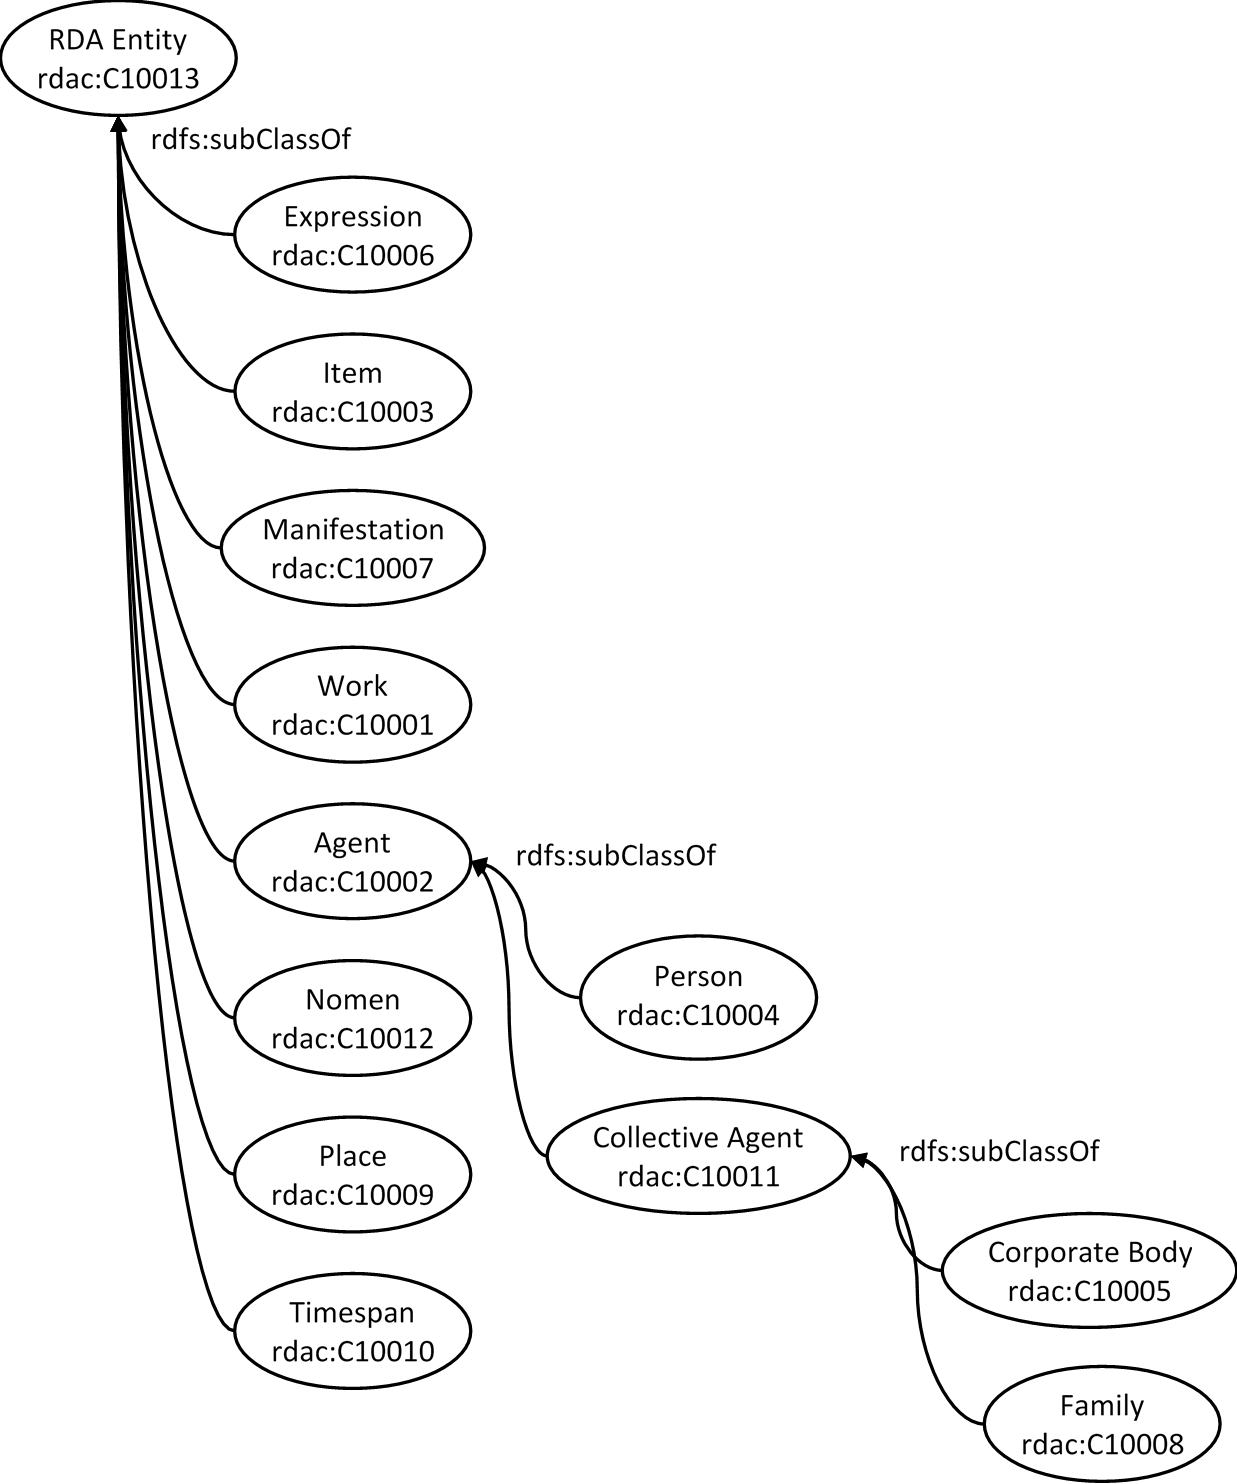 RDA Entity
rdac:C10013
rdfs:subClassOf
Expression
rdac:C10006
Item
rdac:C10003
Manifestation
rdac:C10007
Work
rdac:C10001
Agent
rdac:C10002
rdfs:subClassOf
Person
rdac:C10004
Nomen
rdac:C10012
Collective Agent
rdac:C10011
rdfs:subClassOf
Place
rdac:C10009
Corporate Body
rdac:C10005
Timespan
rdac:C10010
Family
rdac:C10008